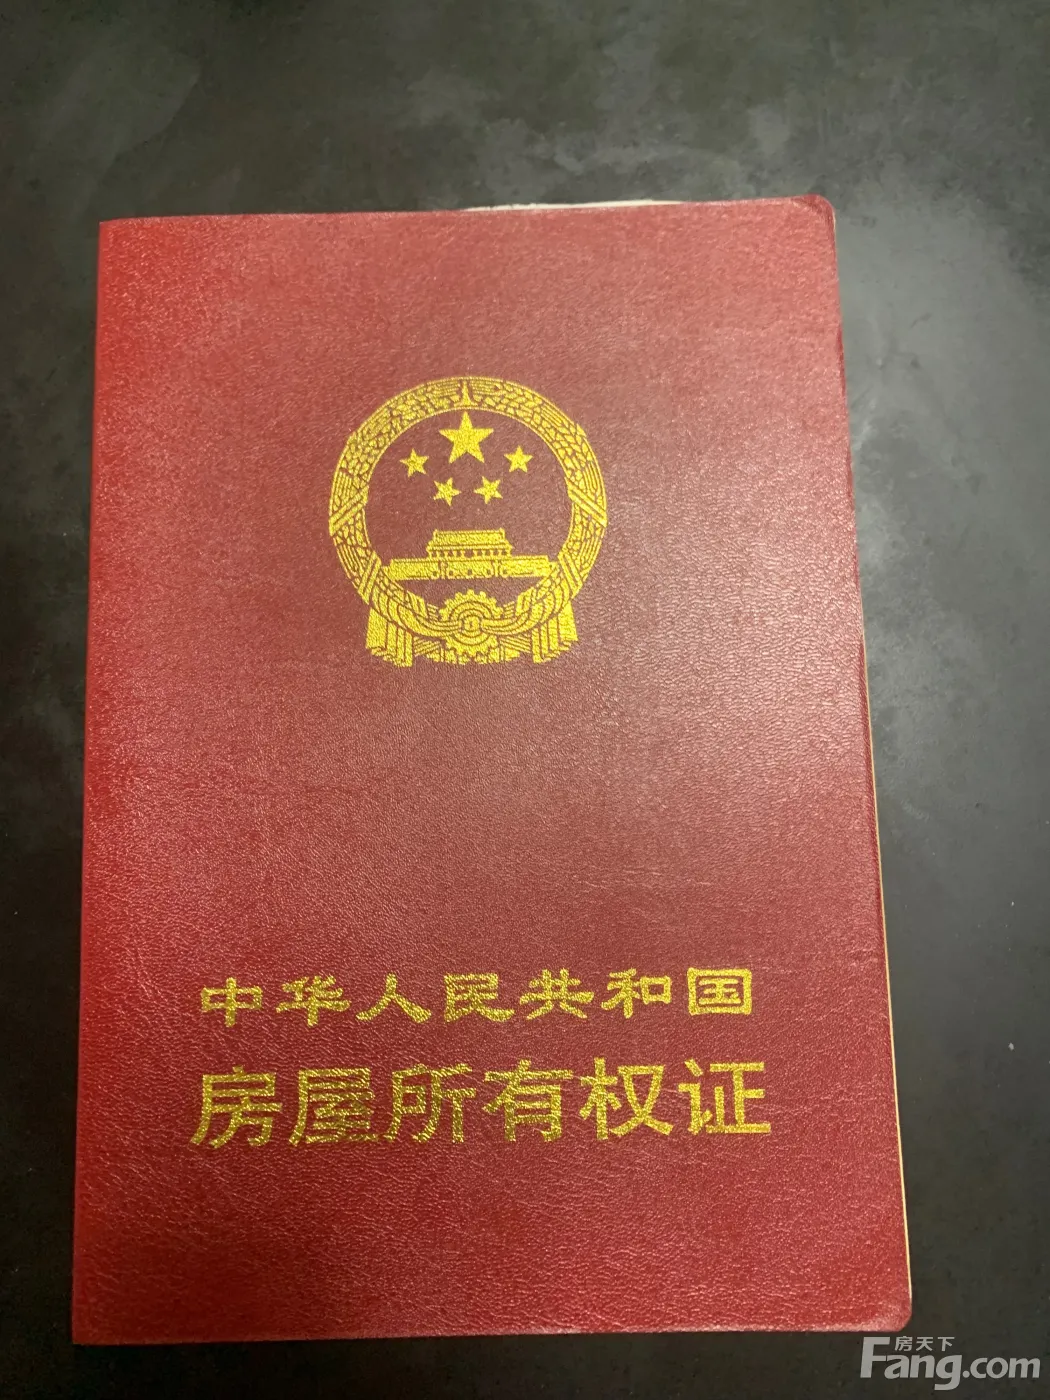 中华人民共和国
房屋所有权证
房天下
Fang.com